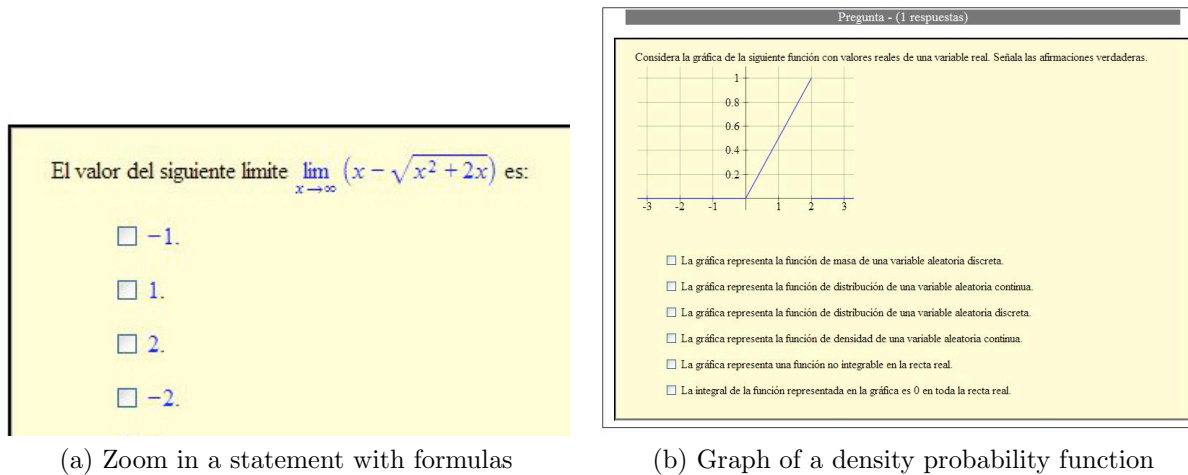 El valor del siguiente límite lim x→∞ (x − √(x² + 2x)) es:
−1.
1.
2.
−2.
(a) Zoom in a statement with formulas
Pregunta - (1 respuestas)
Considera la gráfica de la siguiente función con valores reales de una variable real. Señala las afirmaciones verdaderas.
1
0.8
0.6
0.4
0.2
-3 -2 -1 0 1 2 3
La gráfica representa la función de masa de una variable aleatoria discreta.
La gráfica representa la función de distribución de una variable aleatoria continua.
La gráfica representa la función de distribución de una variable aleatoria discreta.
La gráfica representa la función de densidad de una variable aleatoria continua.
La gráfica representa una función no integrable en la recta real.
La integral de la función representada en la gráfica es 0 en toda la recta real.
(b) Graph of a density probability function